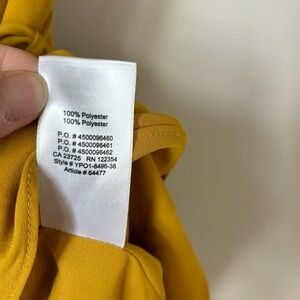 100% Polyester
100% Polyester
P.O. # 4500096460
P.O. # 4500096461
P.O. # 4500096462
CA 23725 RN 122354
Style # YPO1-8496-38
Article # 64477